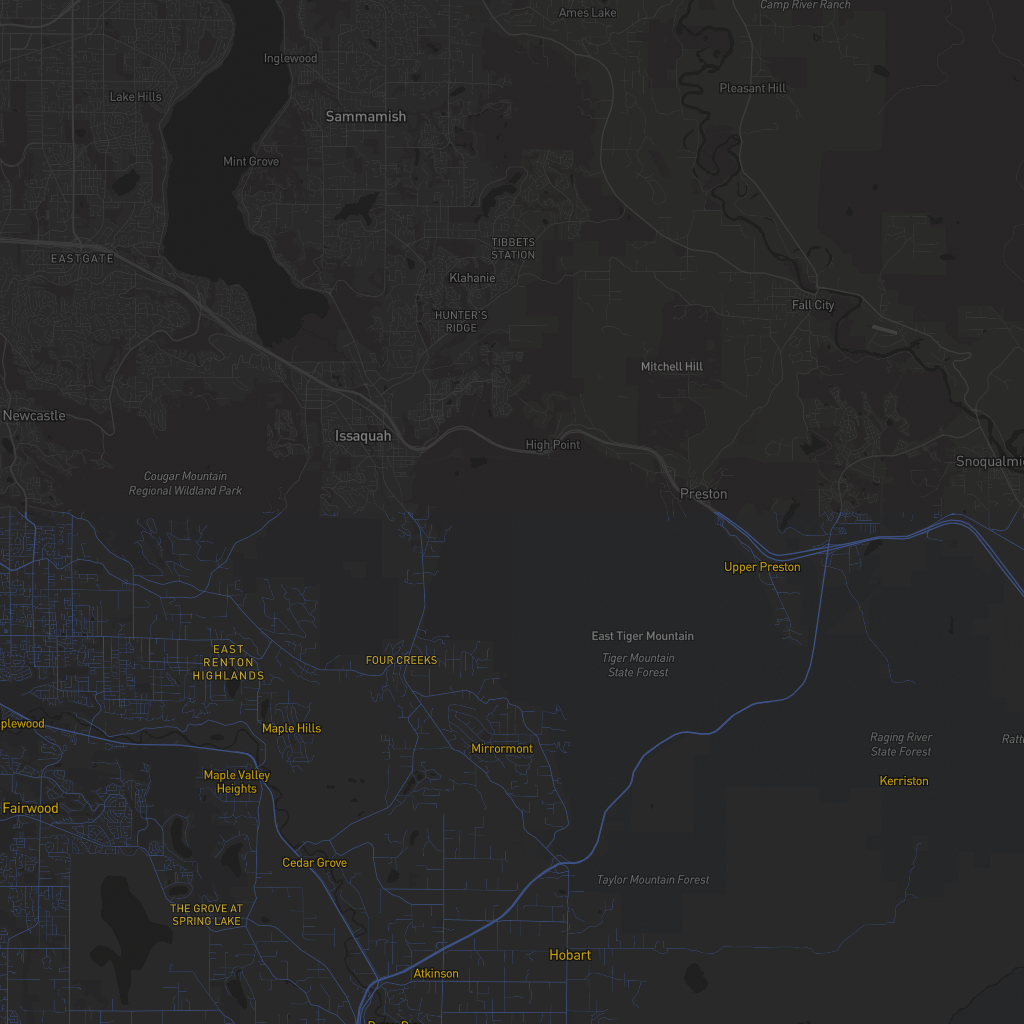 Camp River Ranch
Ames Lake
Inglewood
Pleasant Hill
Lake Hills
Sammamish
Mint Grove
TIBBETS
STATION
EASTGATE
Klahanie
Fall City
HUNTER'S
RIDGE
Mitchell Hill
Newcastle
Issaquah
High Point
Snoqualmi
Cougar Mountain
Regional Wildland Park
Preston
Upper Preston
East Tiger Mountain
EAST
RENTON
HIGHLANDS
FOUR CREEKS
Tiger Mountain
State Forest
plewood
Maple Hills
Mirrormont
Raging River
State Forest
Ratt
Maple Valley
Heights
Kerriston
Fairwood
Cedar Grove
Taylor Mountain Forest
THE GROVE AT
SPRING LAKE
Hobart
Atkinson